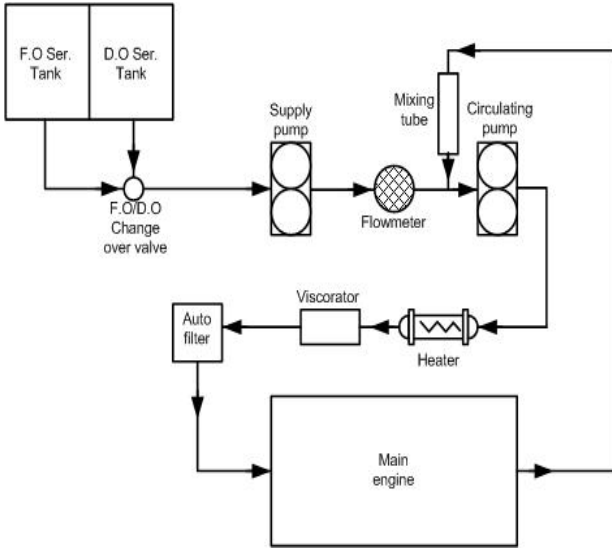 F.O Ser.
Tank
D.O Ser.
Tank
Supply
pump
Mixing
tube
Circulating
pump
F.O/D.O
Change
over valve
Flowmeter
Viscorator
Auto
filter
Heater
Main
engine